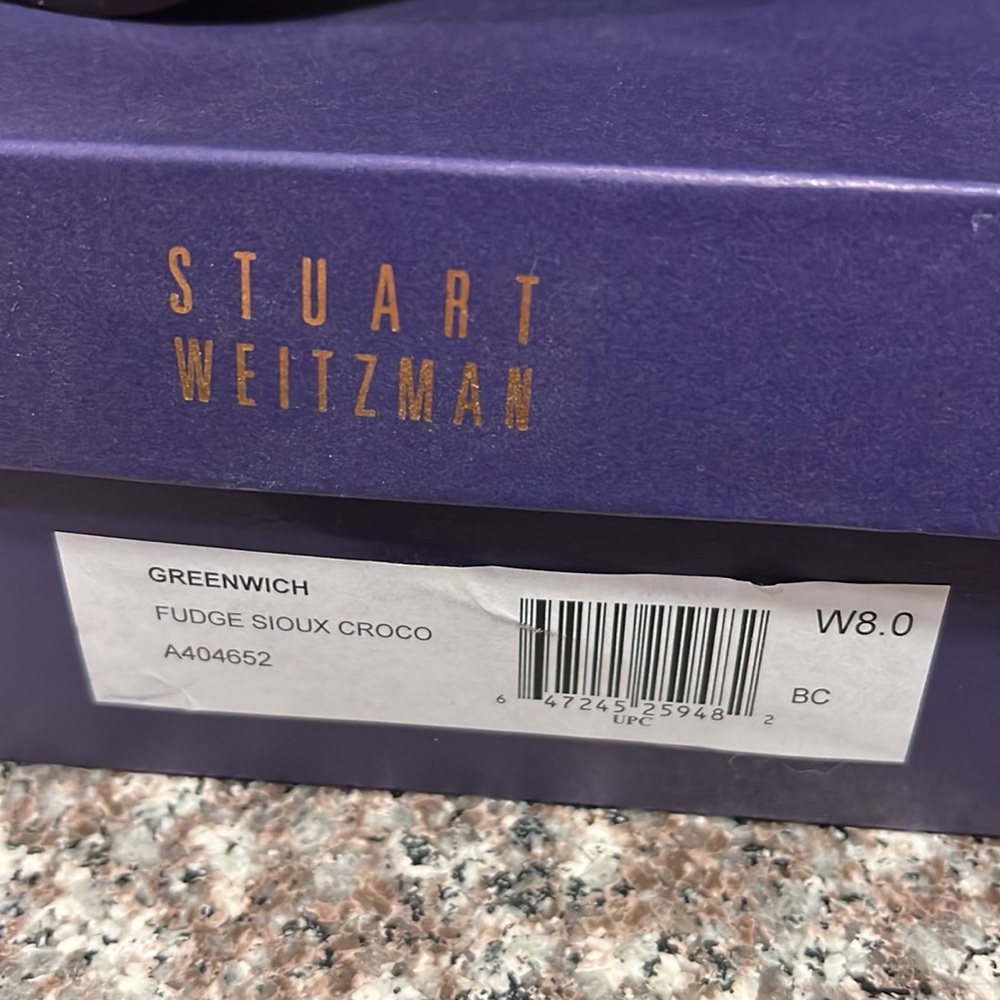 STUART
WEITZMAN
GREENWICH
FUDGE SIOUX CROCO
A404652
W8.0
BC
6 47245 25948 2
UPC